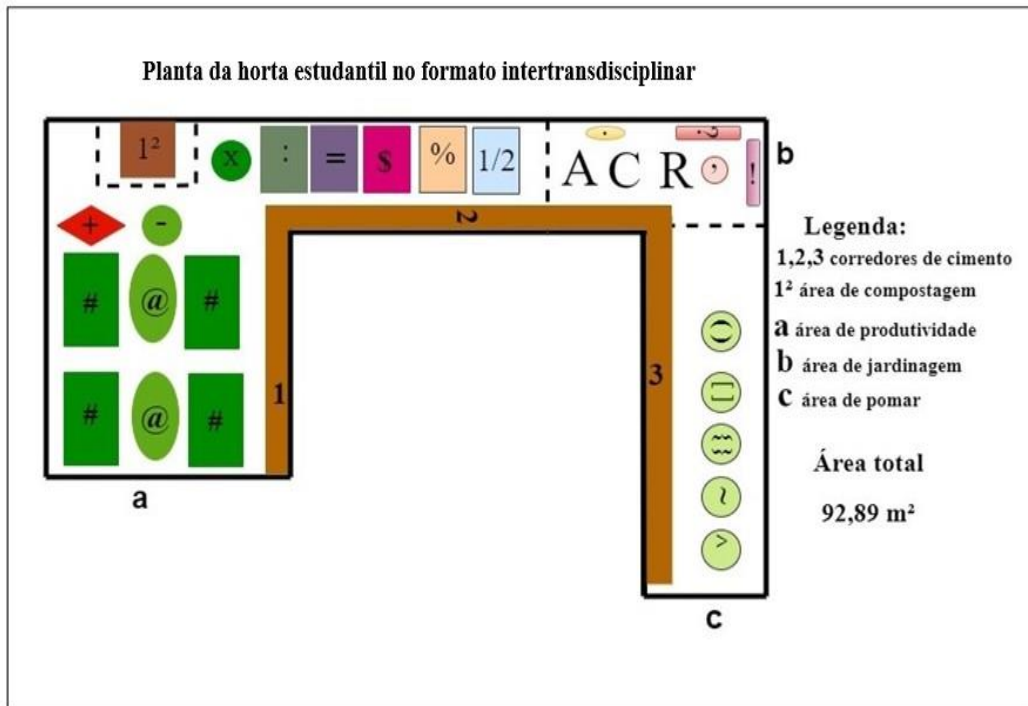 Planta da horta estudantil no formato intertransdisciplinar
1² x : = $ % 1/2 . ?
A C R , !
b
+ -
2
# @ #
# @ #
1
3
( )
[ ]
{ }
~
^
a
c
Legenda:
1,2,3 corredores de cimento
1² área de compostagem
a área de produtividade
b área de jardinagem
c área de pomar
Área total
92,89 m²